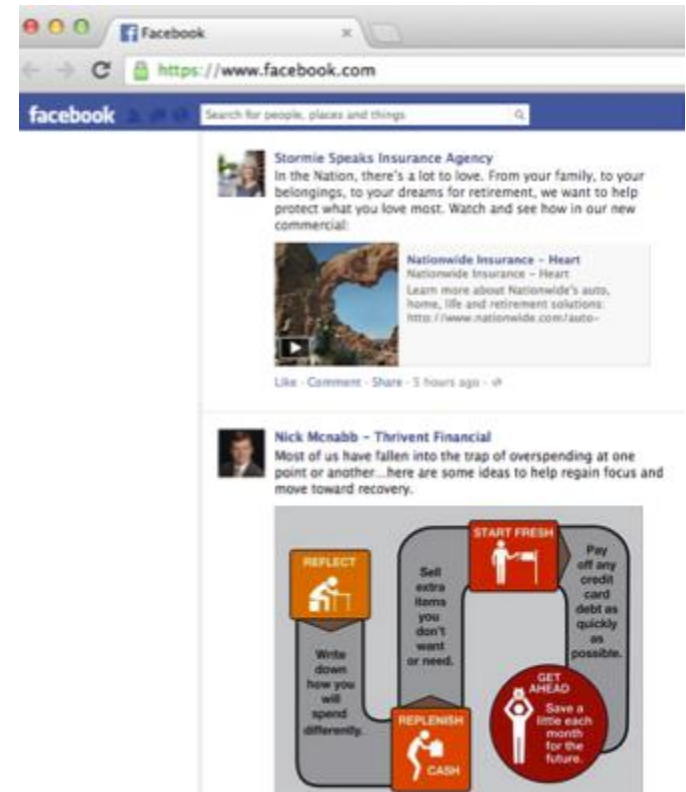 Facebook
https://www.facebook.com
facebook
Search for people, places and things
Stormie Speaks Insurance Agency
In the Nation, there's a lot to love. From your family, to your
belongings, to your dreams for retirement, we want to help
protect what you love most. Watch and see how in our new
commercial:
Nationwide Insurance - Heart
Nationwide Insurance - Heart
Learn more about Nationwide's auto,
home, life and retirement solutions:
http://www.nationwide.com/auto-
Like · Comment · Share · 5 hours ago ·
Nick Mcnabb - Thrivent Financial
Most of us have fallen into the trap of overspending at one
point or another...here are some ideas to help regain focus and
move toward recovery.
REFLECT
Write
down
how you
will
spend
differently.
REPLENISH
CASH
Sell
extra
items
you
don't
want
or need.
START FRESH
Pay
off any
credit
card
debt as
quickly
as
possible.
GET
AHEAD
Save a
little each
month
for the
future.